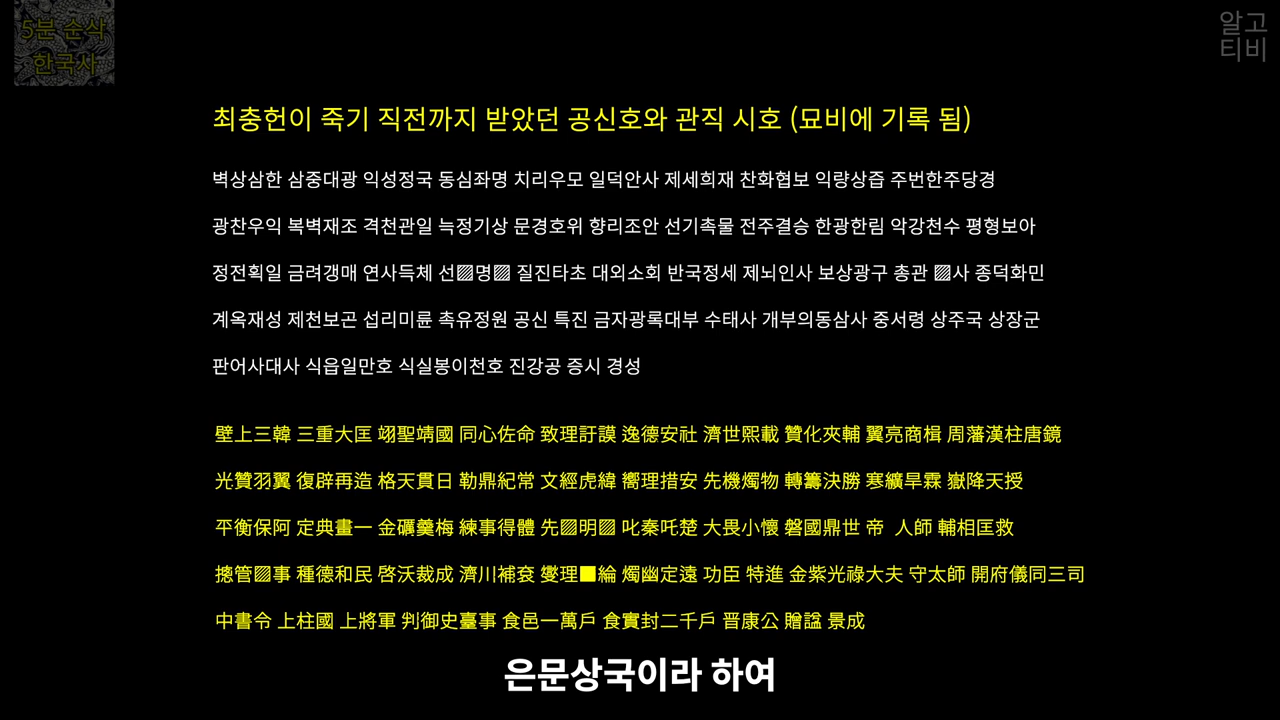 5분 순삭
한국사
알고
티비
최충헌이 죽기 직전까지 받았던 공신호와 관직 시호 (묘비에 기록 됨)
벽상삼한 삼중대광 익성정국 동심좌명 치리우모 일덕안사 제세희재 찬화협보 익량상즙 주번한주당경
광찬우익 복벽재조 격천관일 늑정기상 문경호위 향리조안 선기촉물 전주결승 한광한림 악강천수 평형보아
정전획일 금려갱매 연사득체 선▨명▨ 질진타초 대외소회 반국정세 제뇌인사 보상광구 총관 ▨사 종덕화민
계옥재성 제천보곤 섭리미륜 촉유정원 공신 특진 금자광록대부 수태사 개부의동삼사 중서령 상주국 상장군
판어사대사 식읍일만호 식실봉이천호 진강공 증시 경성
壁上三韓 三重大匡 翊聖靖國 同心佐命 致理訏謨 逸德安社 濟世熙載 贊化夾輔 翼亮商楫 周藩漢柱唐鏡
光贊羽翼 復辟再造 格天貫日 勒鼎紀常 文經虎緯 嚮理措安 先機燭物 轉籌決勝 寒纊旱霖 嶽降天授
平衡保阿 定典畫一 金礪羹梅 練事得體 先▨明▨ 叱秦吒楚 大畏小懷 磐國鼎世 帝 人師 輔相匡救
摠管▨事 種德和民 啓沃裁成 濟川補袞 燮理■綸 燭幽定遠 功臣 特進 金紫光祿大夫 守太師 開府儀同三司
中書令 上柱國 上將軍 判御史臺事 食邑一萬戶 食實封二千戶 晋康公 贈諡 景成
은문상국이라 하여